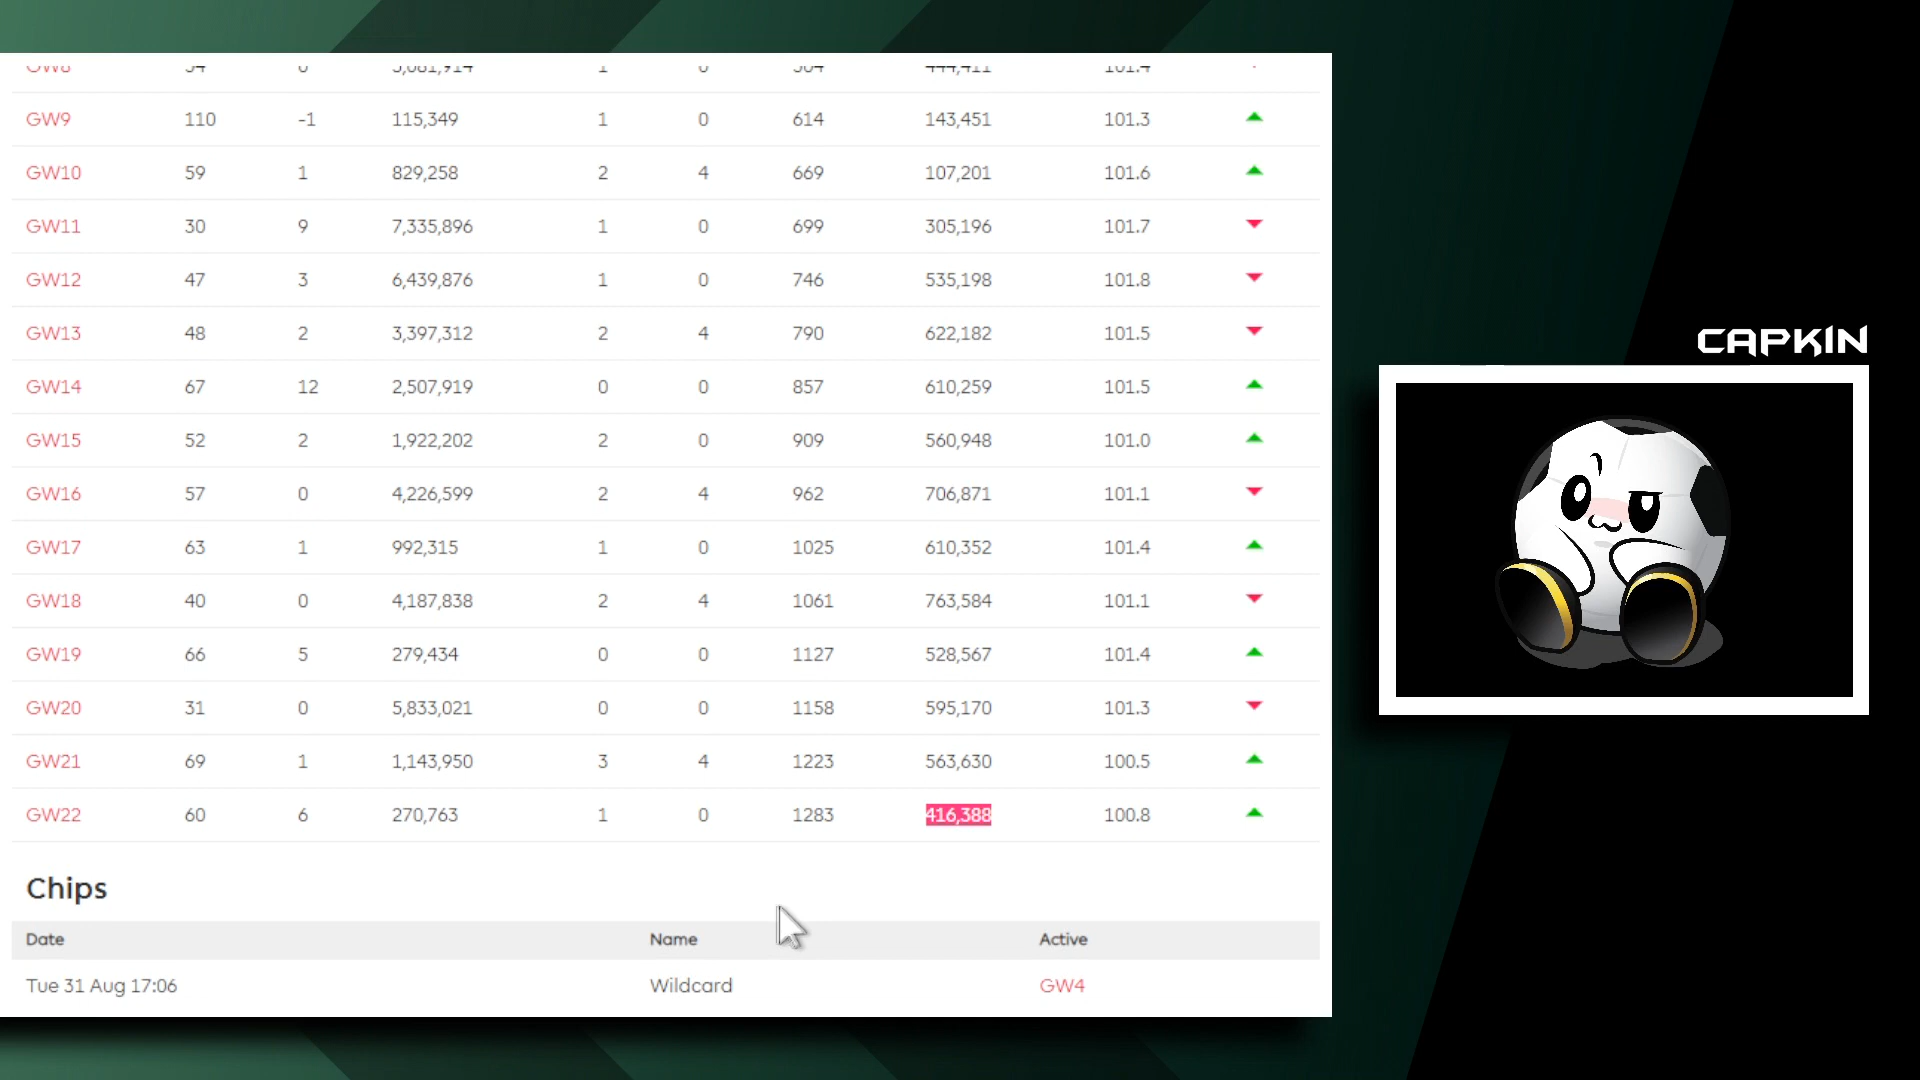 GW9 110 -1 115,349 1 0 614 143,451 101.3
GW10 59 1 829,258 2 4 669 107,201 101.6
GW11 30 9 7,335,896 1 0 699 305,196 101.7
GW12 47 3 6,439,876 1 0 746 535,198 101.8
GW13 48 2 3,397,312 2 4 790 622,182 101.5
GW14 67 12 2,507,919 0 0 857 610,259 101.5
GW15 52 2 1,922,202 2 0 909 560,948 101.0
GW16 57 0 4,226,599 2 4 962 706,871 101.1
GW17 63 1 992,315 1 0 1025 610,352 101.4
GW18 40 0 4,187,838 2 4 1061 763,584 101.1
GW19 66 5 279,434 0 0 1127 528,567 101.4
GW20 31 0 5,833,021 0 0 1158 595,170 101.3
GW21 69 1 1,143,950 3 4 1223 563,630 100.5
GW22 60 6 270,763 1 0 1283 416,388 100.8
Chips
Date Name Active
Tue 31 Aug 17:06 Wildcard GW4
CAPKIN